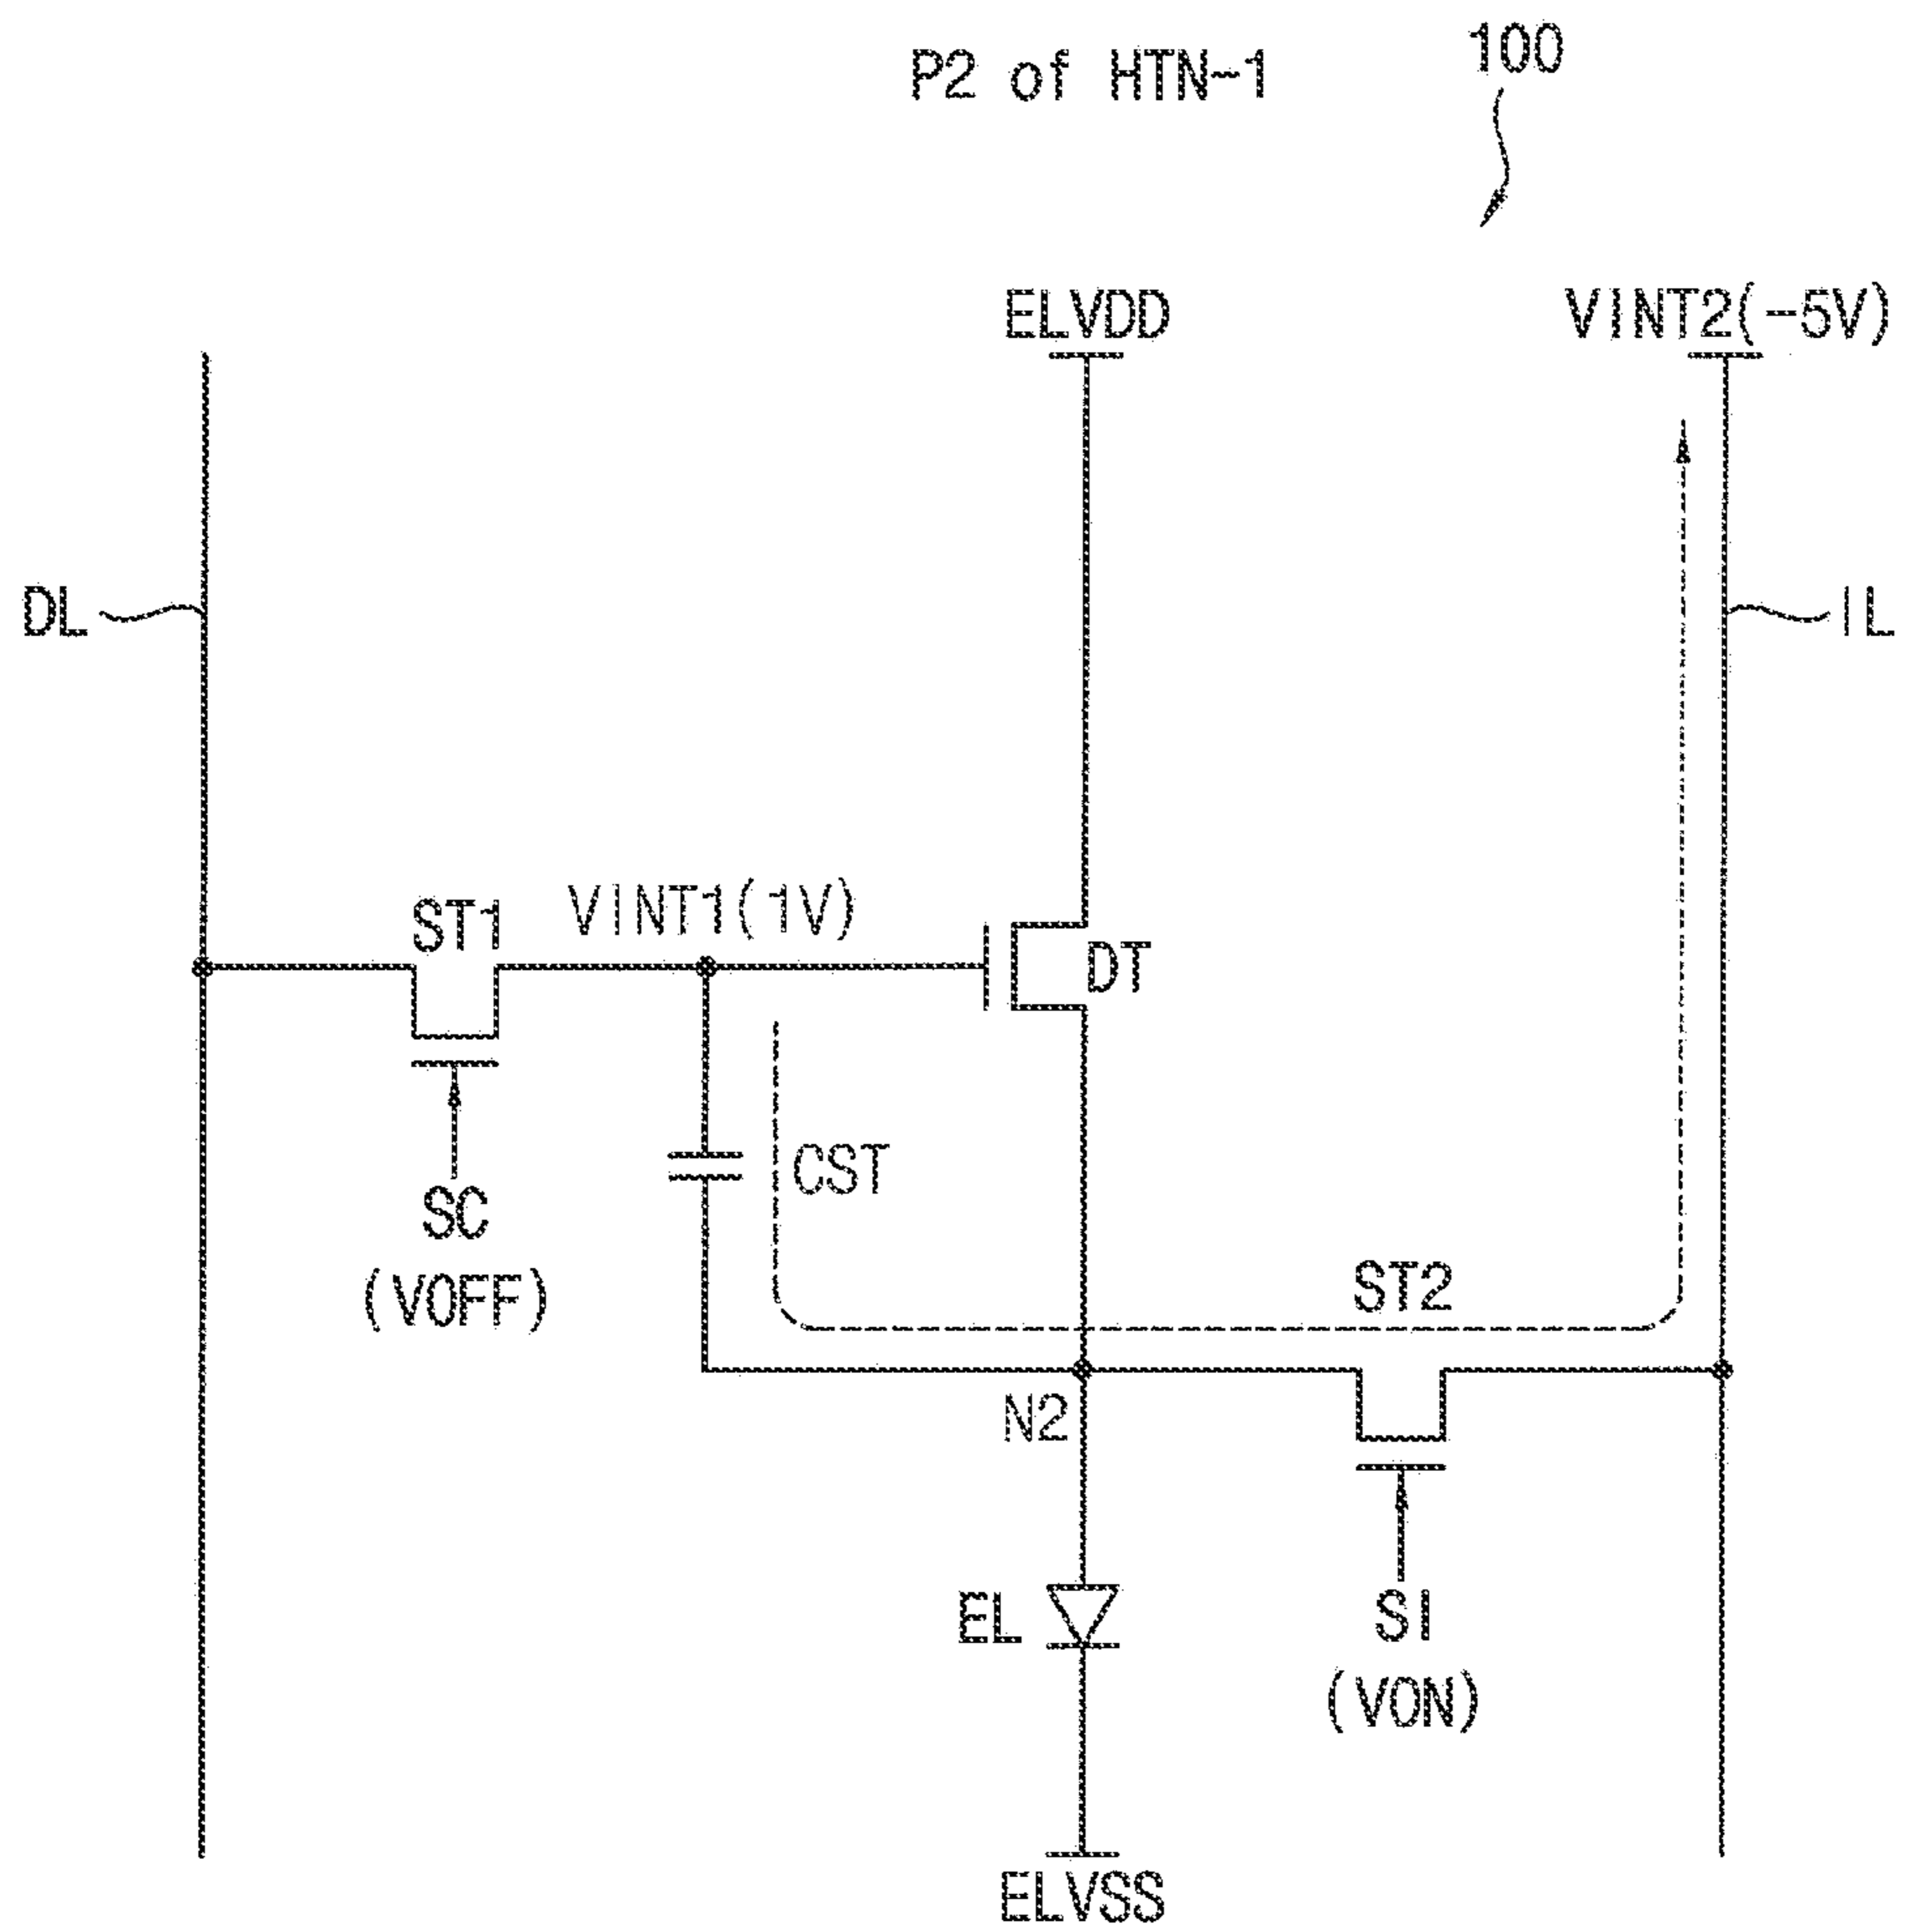 P2 of HTN-1
100
ELVDD
VINT2(-5V)
DL
IL
ST1
VINT1(1V)
DT
CST
SC
(VOFF)
ST2
N2
EL
SI
(VON)
ELVSS